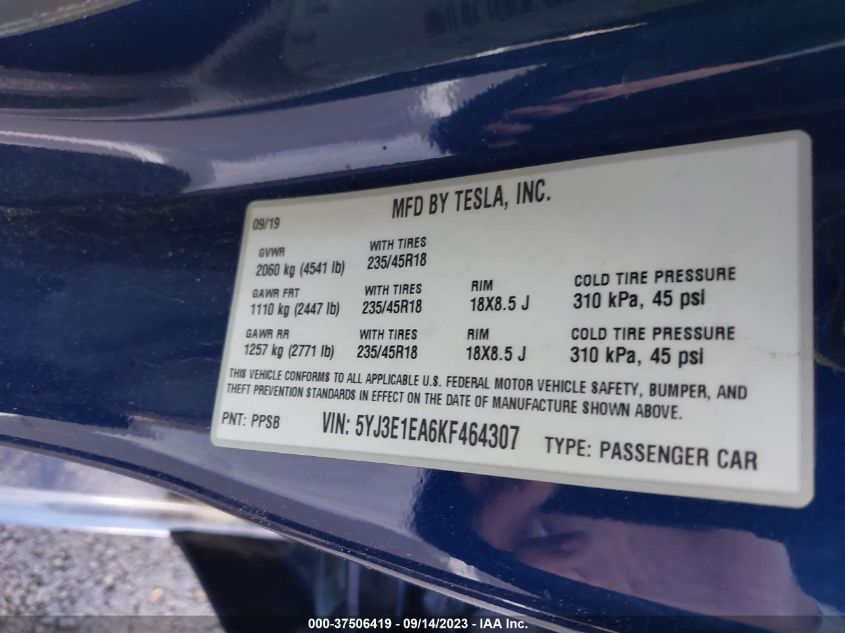 MFD BY TESLA, INC.
09/19
GVWR
2060 kg (4541 lb)
WITH TIRES
235/45R18
GAWR FRT
1110 kg (2447 lb)
WITH TIRES
235/45R18
RIM
18X8.5 J
COLD TIRE PRESSURE
310 kPa, 45 psi
GAWR RR
1257 kg (2771 lb)
WITH TIRES
235/45R18
RIM
18X8.5 J
COLD TIRE PRESSURE
310 kPa, 45 psi
THIS VEHICLE CONFORMS TO ALL APPLICABLE U.S. FEDERAL MOTOR VEHICLE SAFETY, BUMPER, AND
THEFT PREVENTION STANDARDS IN EFFECT ON THE DATE OF MANUFACTURE SHOWN ABOVE.
PNT: PPSB
VIN: 5YJ3E1EA6KF464307
TYPE: PASSENGER CAR
000-37506419 - 09/14/2023 - IAA Inc.